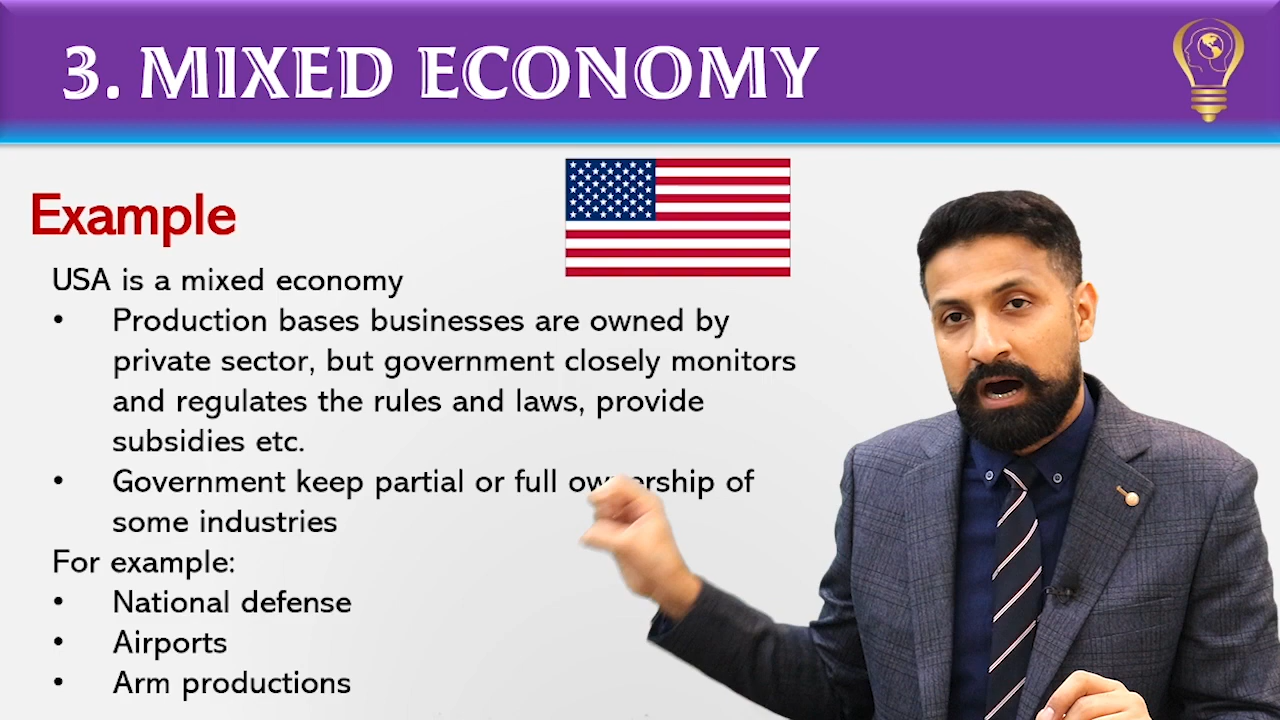 3. MIXED ECONOMY
Example
USA is a mixed economy
• Production bases businesses are owned by
private sector, but government closely monitors
and regulates the rules and laws, provide
subsidies etc.
• Government keep partial or full ownership of
some industries
For example:
• National defense
• Airports
• Arm productions